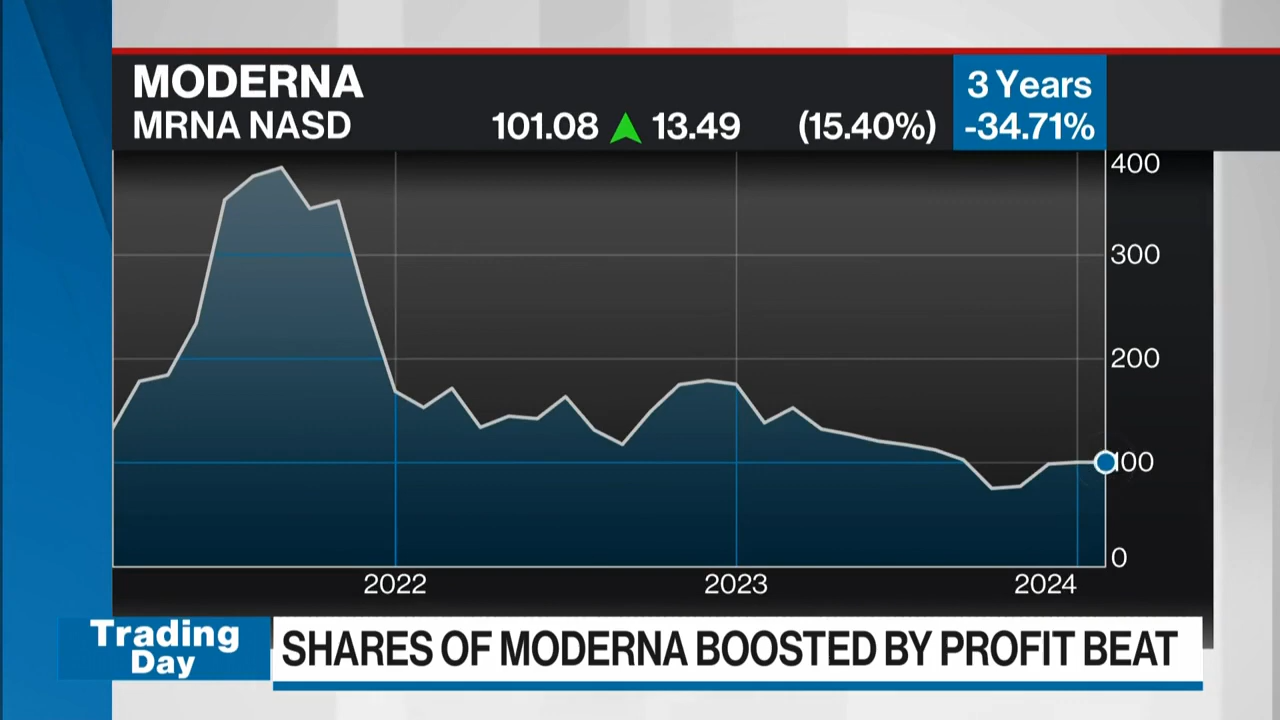 MODERNA
MRNA NASD
101.08 ▲ 13.49 (15.40%)
3 Years
-34.71%
400
300
200
100
0
2022 2023 2024
Trading
Day
SHARES OF MODERNA BOOSTED BY PROFIT BEAT